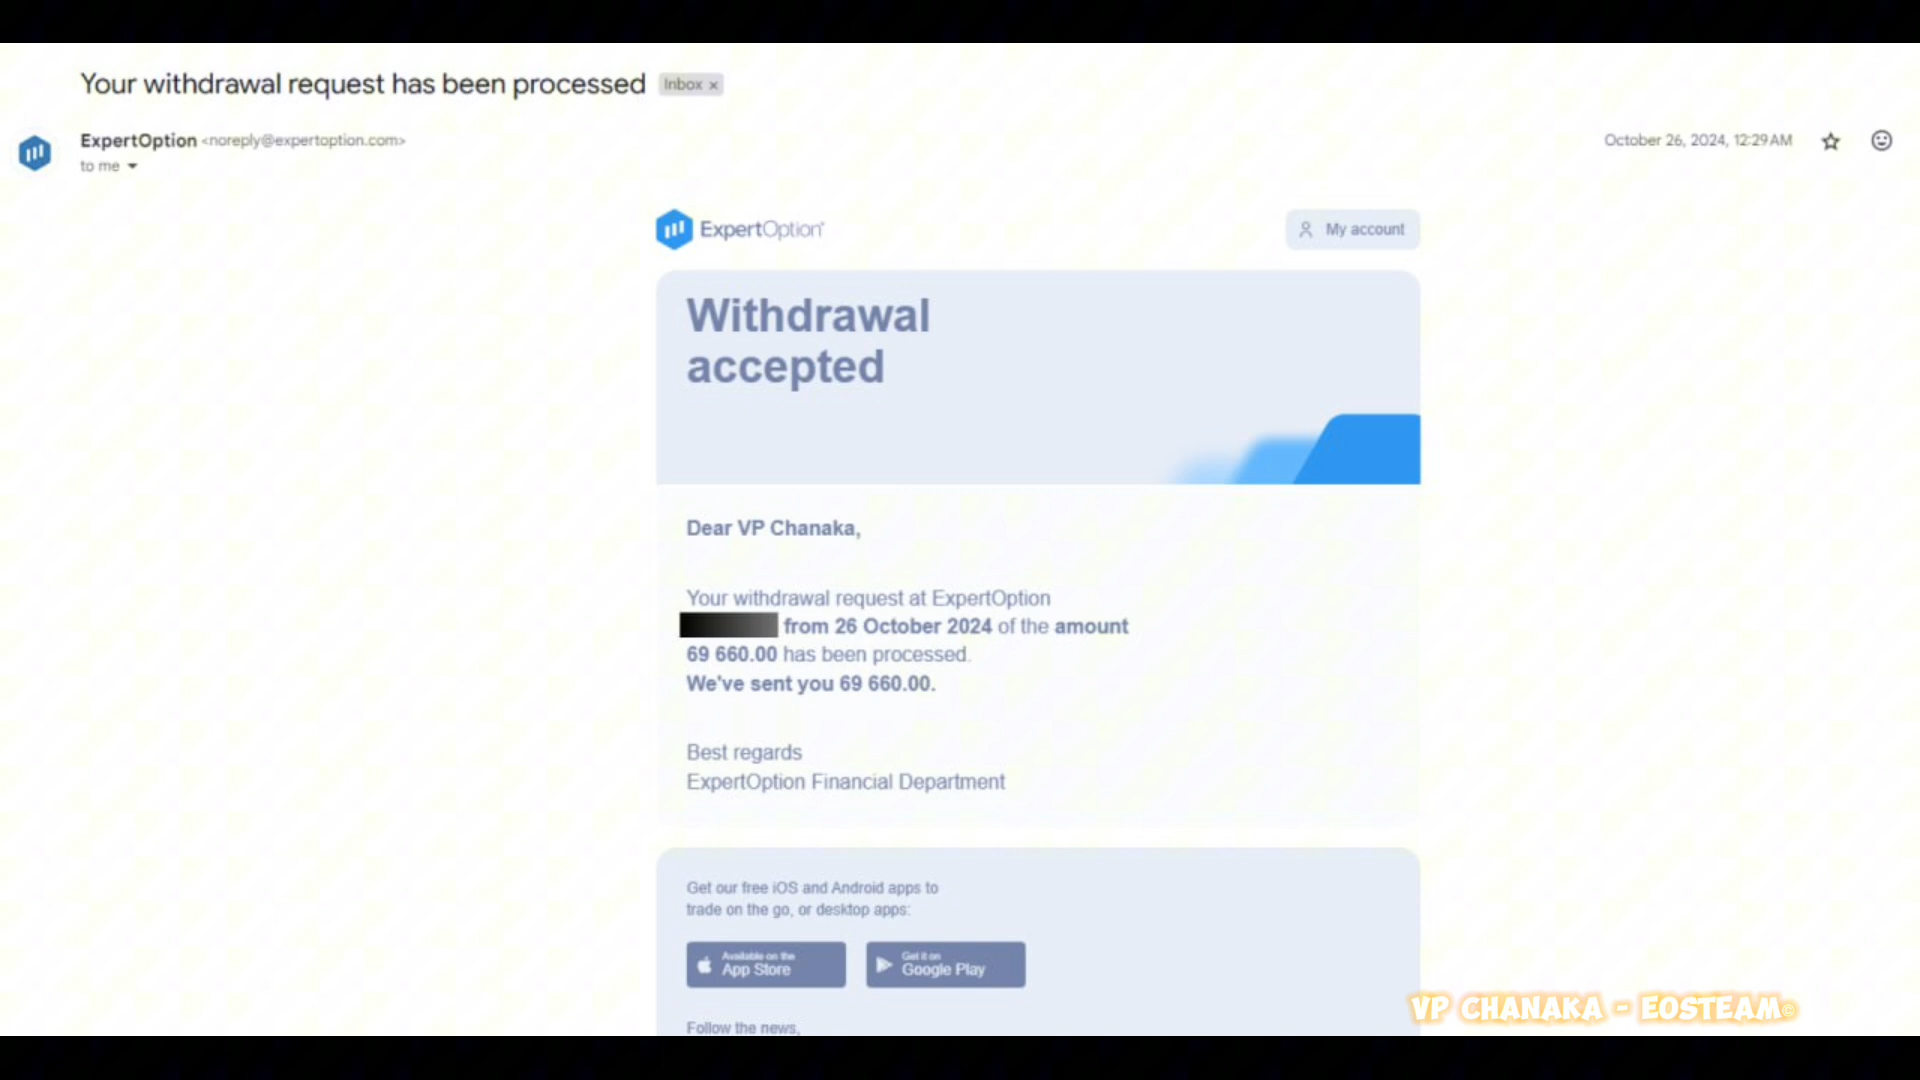 Your withdrawal request has been processed Inbox x
ExpertOption <noreply@expertoption.com> October 26, 2024, 12:29 AM
to me
ExpertOption My account
Withdrawal
accepted
Dear VP Chanaka,
Your withdrawal request at ExpertOption
from 26 October 2024 of the amount
69 660.00 has been processed.
We've sent you 69 660.00.
Best regards
ExpertOption Financial Department
Get our free iOS and Android apps to
trade on the go, or desktop apps:
Available on the
App Store
Get it on
Google Play
Follow the news,
VP CHANAKA - EOSTEAM©